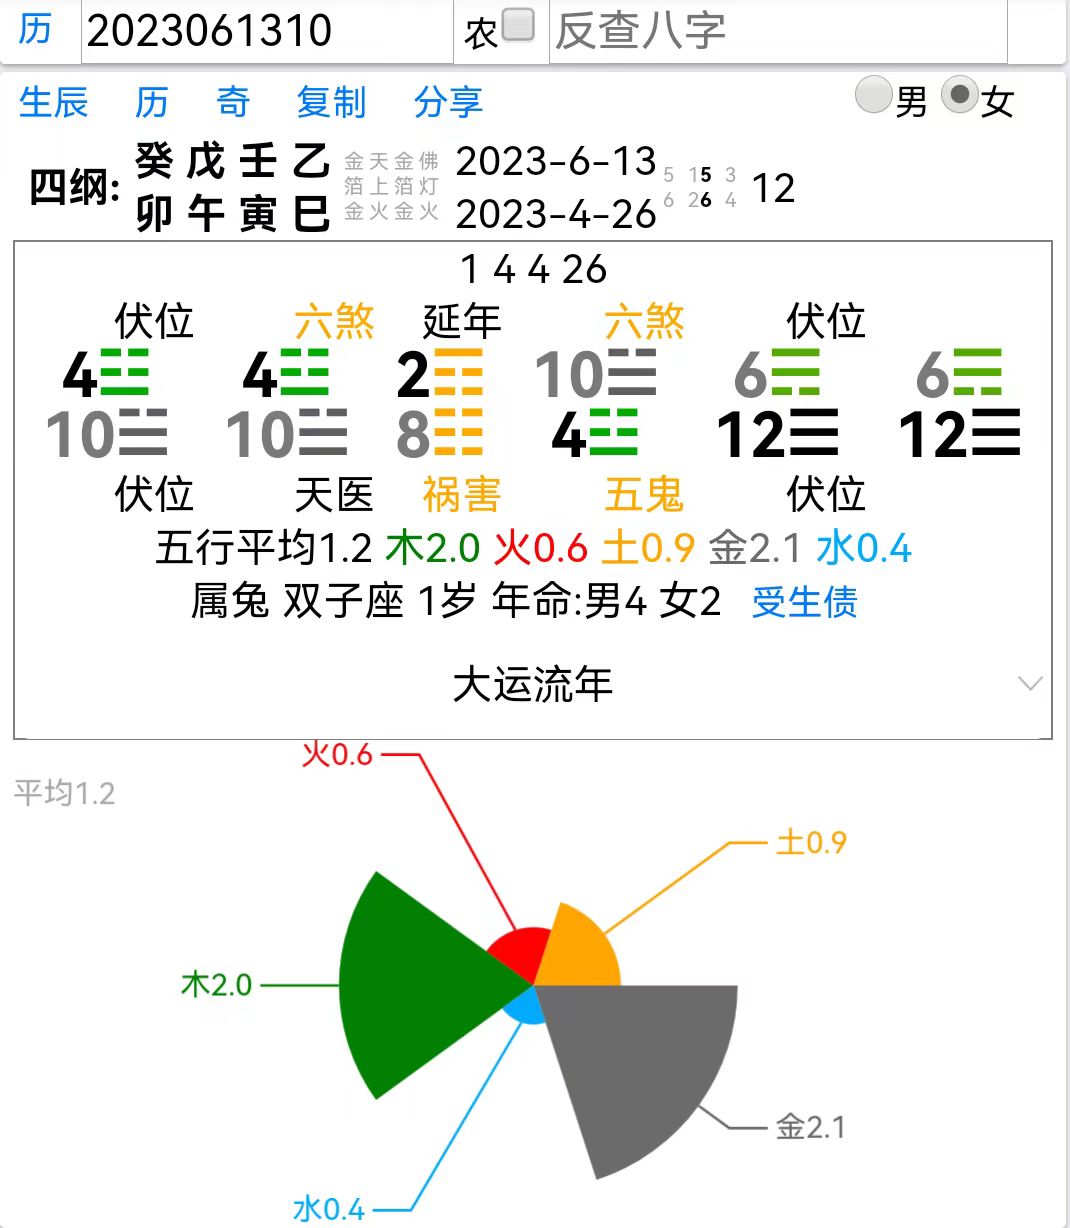 历 2023061310 农 反查八字
生辰 历 奇 复制 分享 男 女
四纲: 癸 戊 壬 乙 金 天 金 佛 2023-6-13 5 15 3 12
箔 上 箔 灯
卯 午 寅 巳 金 火 金 火 2023-4-26 6 26 4
1 4 4 26
伏位 六煞 延年 六煞 伏位
4☳ 4☳ 2☷ 10☰ 6☴ 6☴
10☱ 10☱ 8☷ 4☳ 12☰ 12☰
伏位 天医 祸害 五鬼 伏位
五行平均1.2 木2.0 火0.6 土0.9 金2.1 水0.4
属兔 双子座 1岁 年命:男4 女2 受生债
大运流年
火0.6
平均1.2
土0.9
木2.0
金2.1
水0.4